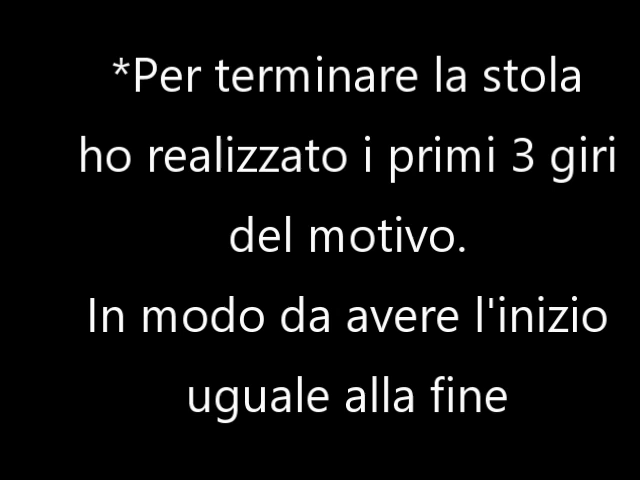 *Per terminare la stola
ho realizzato i primi 3 giri
del motivo.
In modo da avere l'inizio
uguale alla fine